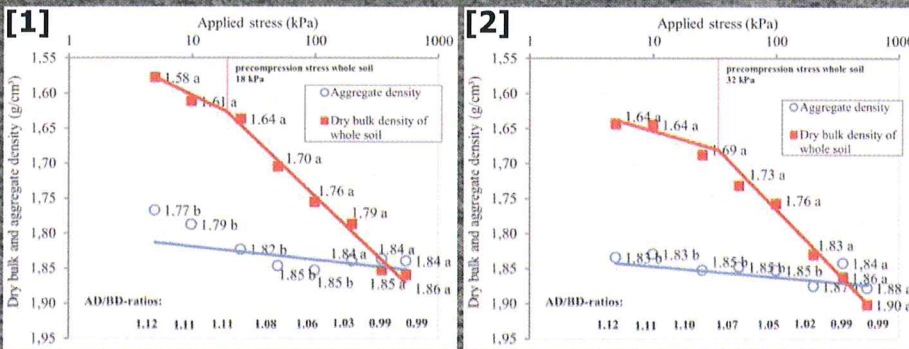 [1]
Applied stress (kPa)
1 10 100 1000
Dry bulk and aggregate density (g/cm³)
1,55
1,60
1,65
1,70
1,75
1,80
1,85
1,90
1,95
precompression stress whole soil
18 kPa
Aggregate density
Dry bulk density of
whole soil
1.58 a
1.61 a
1.64 a
1.70 a
1.76 a
1.79 a
1.85 a
1.86 a
1.77 b
1.79 b
1.82 b
1.85 b
1.85 b
1.84 a
1.84 a
1.84 a
AD/BD-ratios:
1.12 1.11 1.11 1.08 1.06 1.03 0.99 0.99
[2]
Applied stress (kPa)
1 10 100 1000
Dry bulk and aggregate density (g/cm³)
1,55
1,60
1,65
1,70
1,75
1,80
1,85
1,90
1,95
precompression stress whole soil
32 kPa
Aggregate density
Dry bulk density of
whole soil
1.64 a
1.64 a
1.69 a
1.73 a
1.76 a
1.83 a
1.86 a
1.90 a
1.83 b
1.83 b
1.85 b
1.85 b
1.85 b
1.84 a
1.88 a
AD/BD-ratios:
1.12 1.11 1.10 1.07 1.05 1.02 0.99 0.99